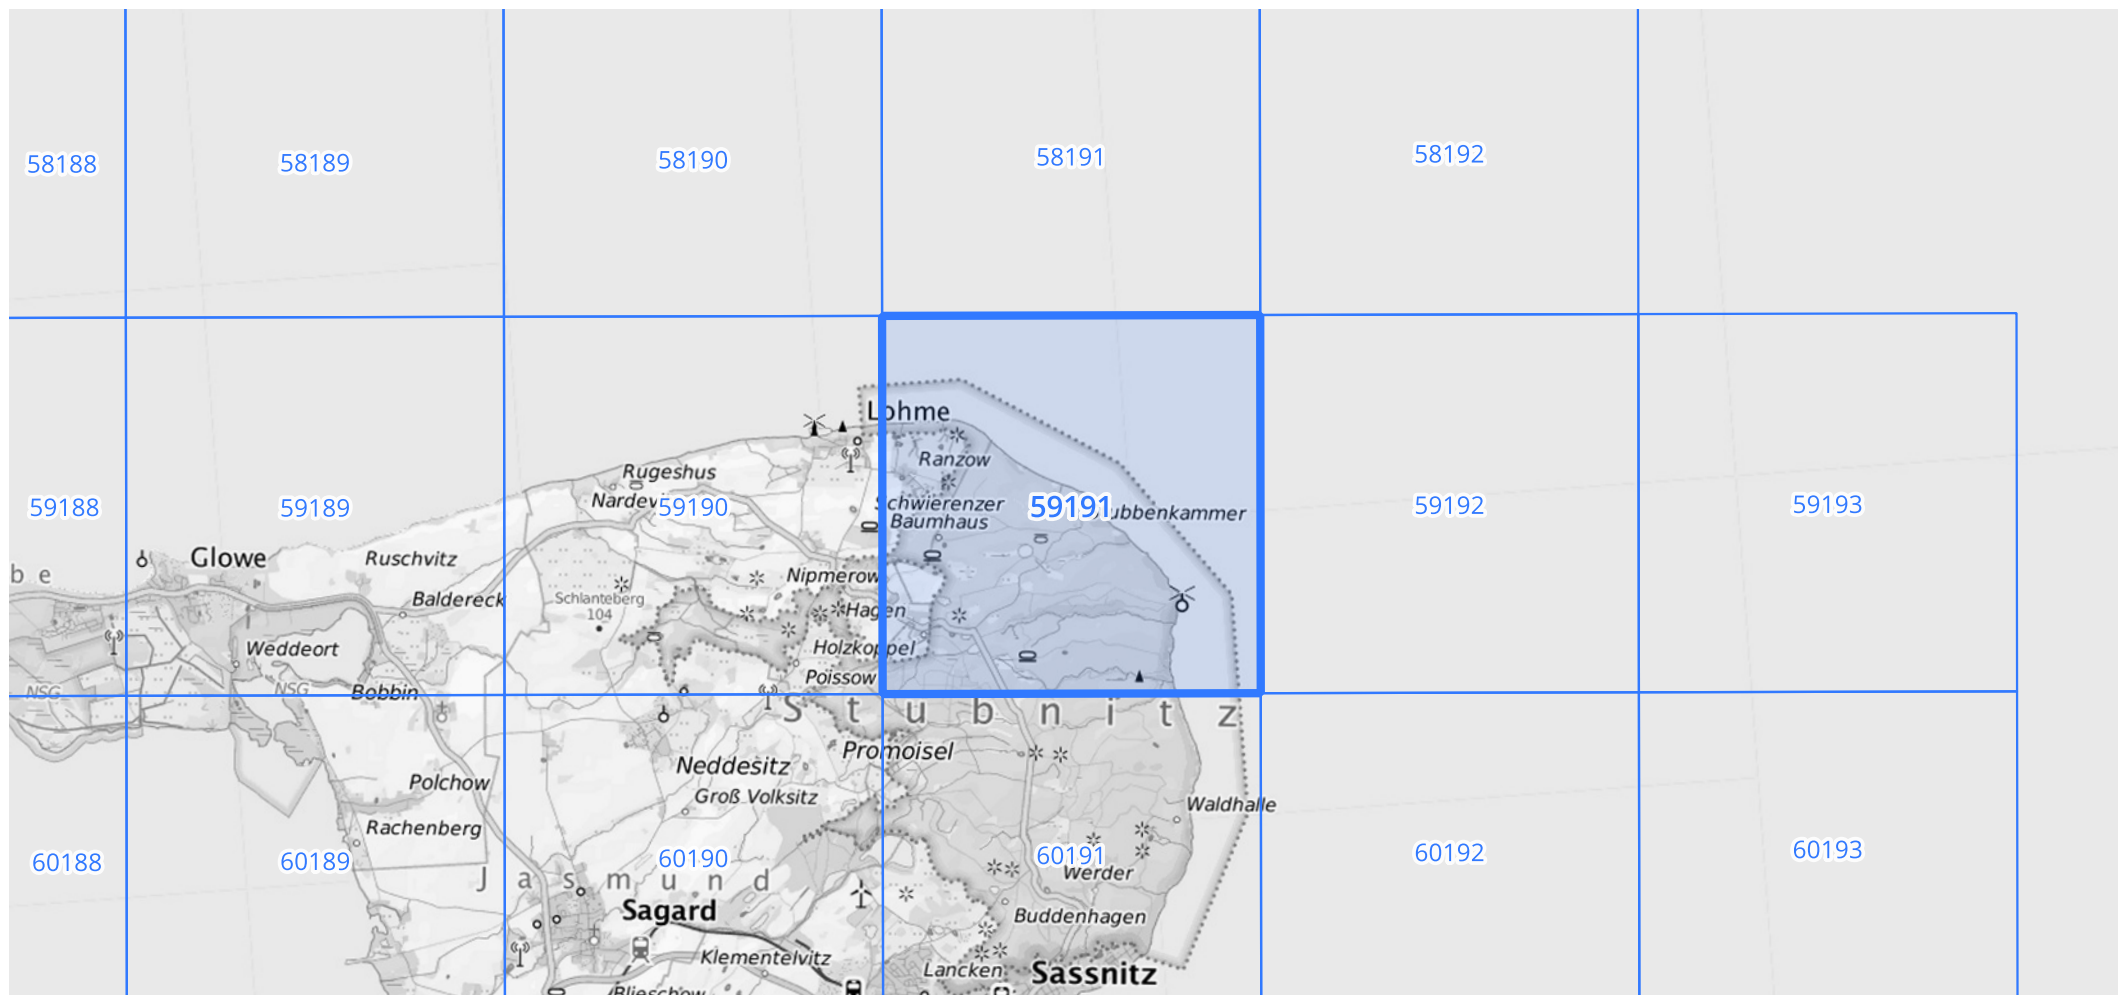 58188
58189
58190
58191
58192
Lohme
Ranzow
Rugeshus
Nardev
59188
59189
59190
chwierenzer
Baumhaus
59191
ubbenkammer
59192
59193
Glowe
Ruschvitz
b e
Nipmerow
Baldereck
Schlanteberg
104
Hagen
Weddeort
Holzkoppel
Poissow
NSG
NSG
Bobbin
S t u b n i t z
Promoisel
Neddesitz
Polchow
Groß Volksitz
Waldhalle
Rachenberg
60188
60189
60190
60191
60192
60193
Werder
J a s m u n d
Sagard
Buddenhagen
Klementelvitz
Lancken
Sassnitz
Blieschow